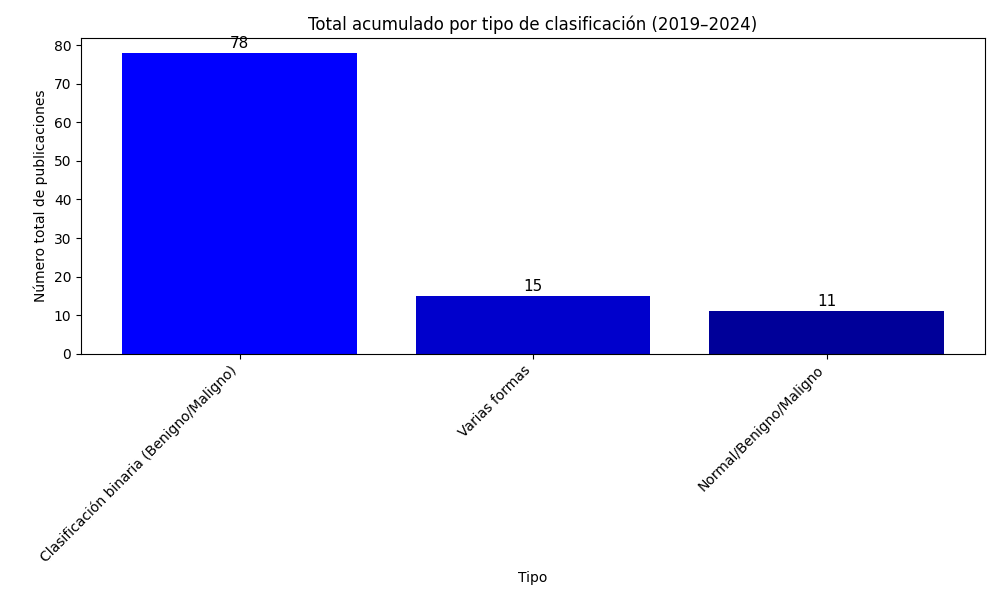 Total acumulado por tipo de clasificación (2019–2024)
Número total de publicaciones
80
70
60
50
40
30
20
10
0
78
15
11
Clasificación binaria (Benigno/Maligno)
Varias formas
Normal/Benigno/Maligno
Tipo